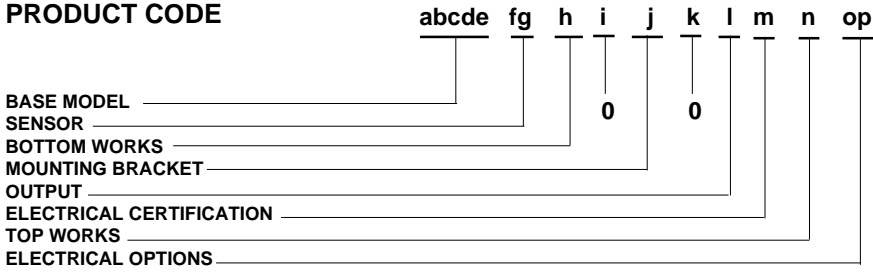 PRODUCT CODE abcde fg h i j k l m n op
BASE MODEL
0 0
SENSOR
BOTTOM WORKS
MOUNTING BRACKET
OUTPUT
ELECTRICAL CERTIFICATION
TOP WORKS
ELECTRICAL OPTIONS